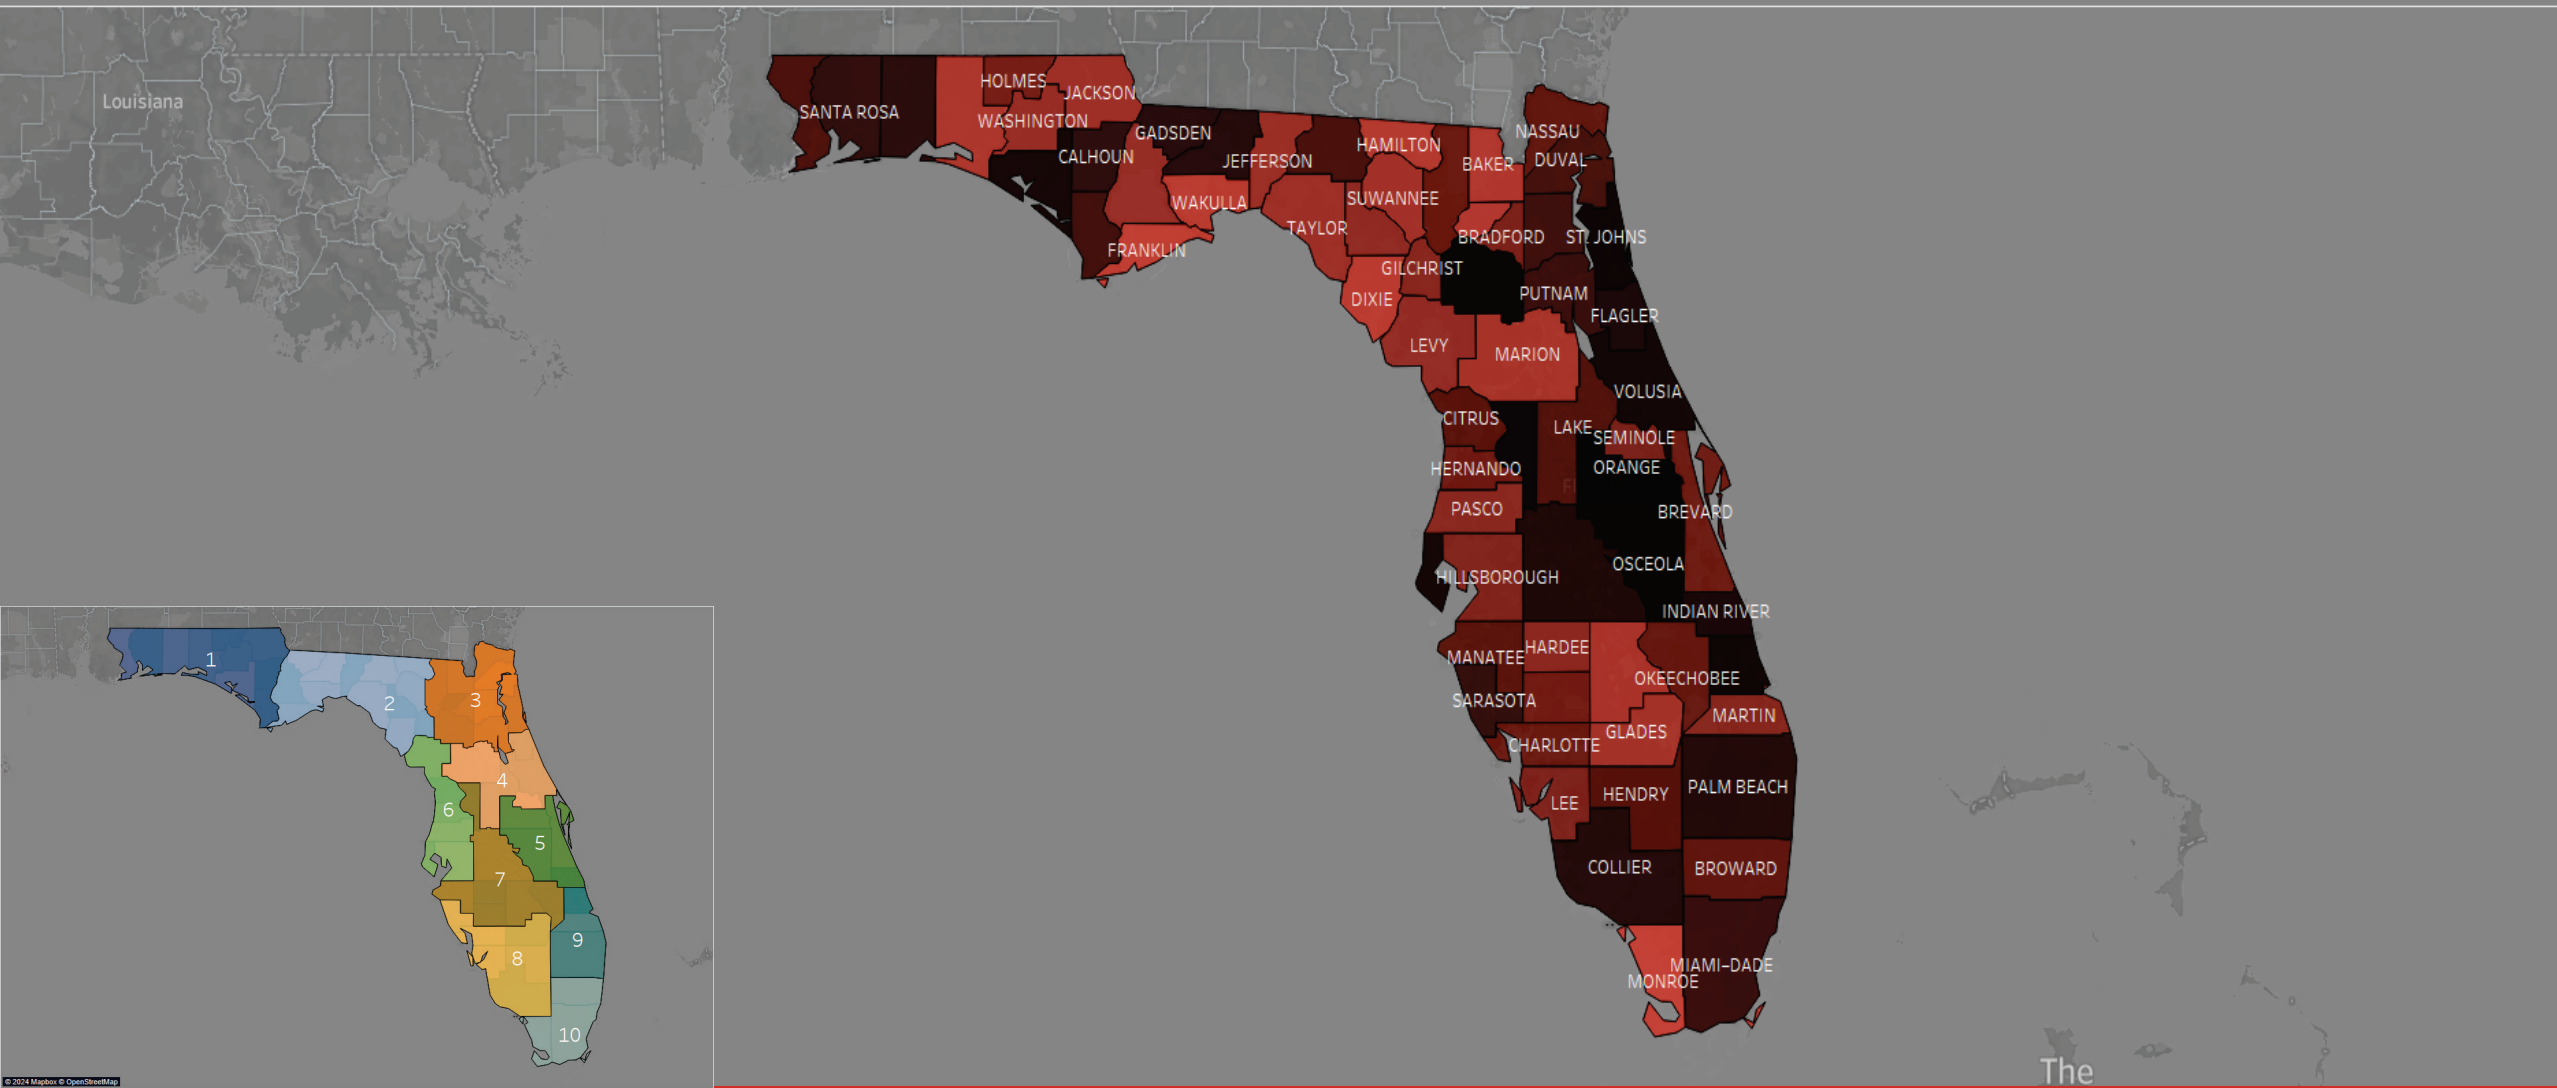 Louisiana
HOLMES
JACKSON
SANTA ROSA
WASHINGTON
GADSDEN
NASSAU
CALHOUN
JEFFERSON
HAMILTON
BAKER
DUVAL
WAKULLA
SUWANNEE
TAYLOR
FRANKLIN
BRADFORD
ST. JOHNS
GILCHRIST
DIXIE
PUTNAM
FLAGLER
LEVY
MARION
VOLUSIA
CITRUS
LAKE
SEMINOLE
HERNANDO
ORANGE
Fl
PASCO
BREVARD
OSCEOLA
HILLSBOROUGH
INDIAN RIVER
HARDEE
MANATEE
OKEECHOBEE
SARASOTA
MARTIN
GLADES
CHARLOTTE
PALM BEACH
HENDRY
LEE
COLLIER
BROWARD
MIAMI-DADE
MONROE
The
1
2
3
4
6
5
7
9
8
10
© 2024 Mapbox © OpenStreetMap